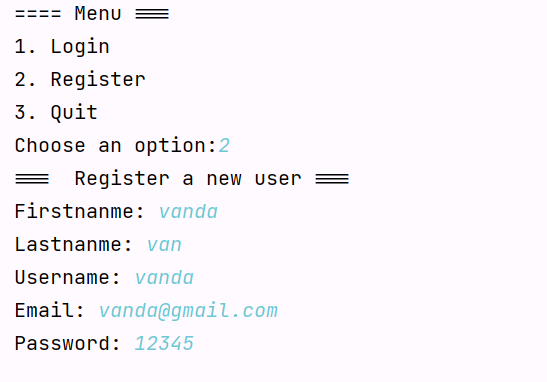 ==== Menu ===
1. Login
2. Register
3. Quit
Choose an option:2
===  Register a new user ===
Firstnanme: vanda
Lastnanme: van
Username: vanda
Email: vanda@gmail.com
Password: 12345